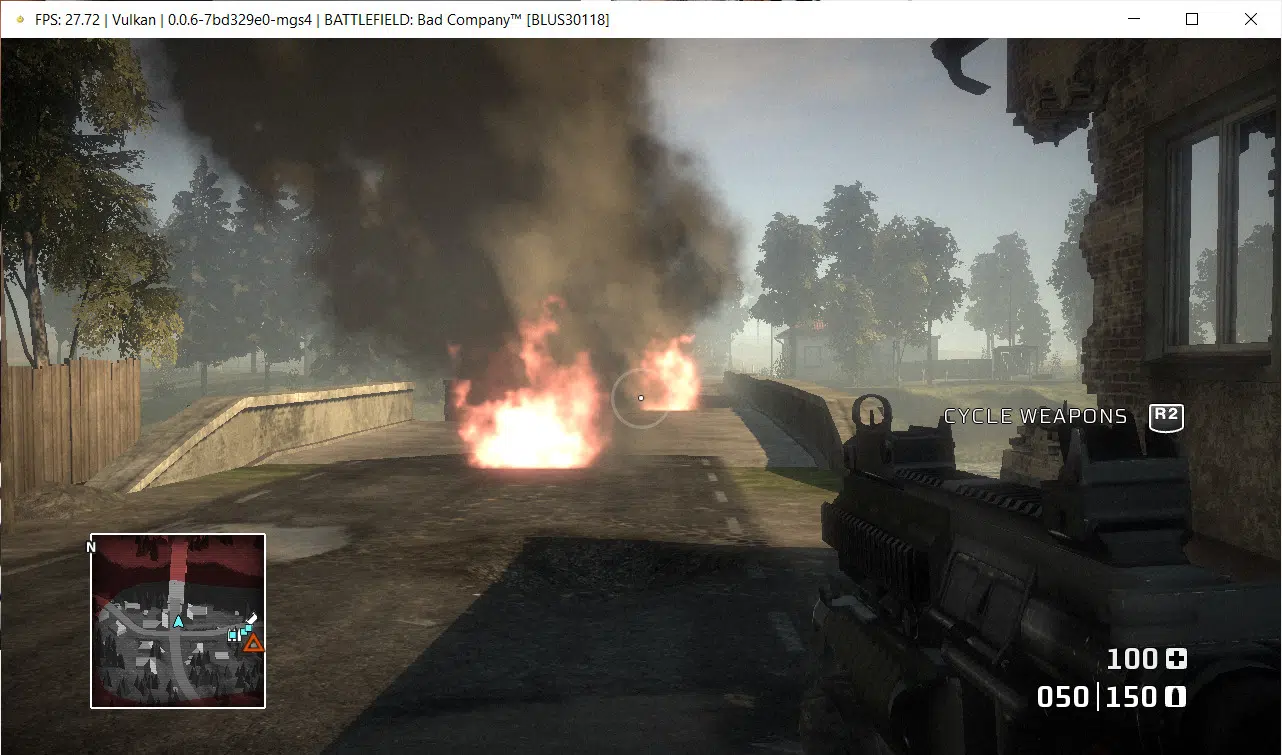 FPS: 27.72 | Vulkan | 0.0.6-7bd329e0-mgs4 | BATTLEFIELD: Bad Company™ [BLUS30118]
CYCLE WEAPONS R2
N
100
050|150